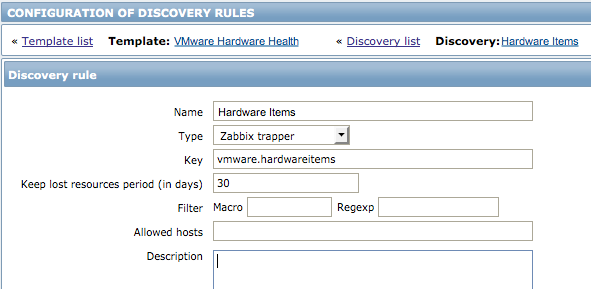 CONFIGURATION OF DISCOVERY RULES
« Template list Template: VMware Hardware Health « Discovery list Discovery: Hardware Items
Discovery rule
Name Hardware Items
Type Zabbix trapper
Key vmware.hardwareitems
Keep lost resources period (in days) 30
Filter Macro Regexp
Allowed hosts
Description